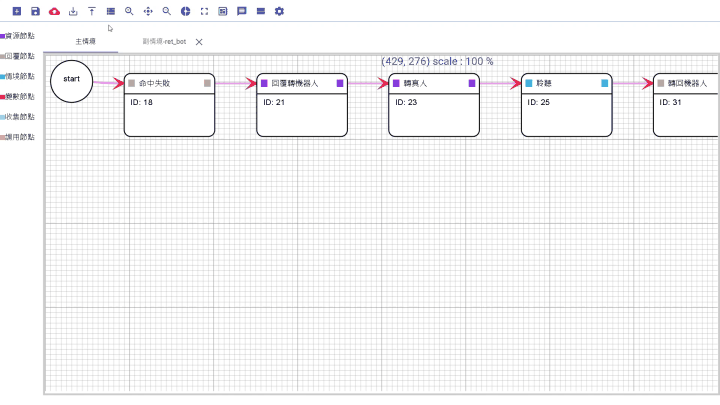 主情境
副情境-ret_bot
資源節點
回覆節點
情境節點
變數節點
收集節點
調用節點
(429, 276) scale : 100 %
start
命中失敗
ID: 18
回覆轉機器人
ID: 21
轉真人
ID: 23
聆聽
ID: 25
轉回機器人
ID: 31